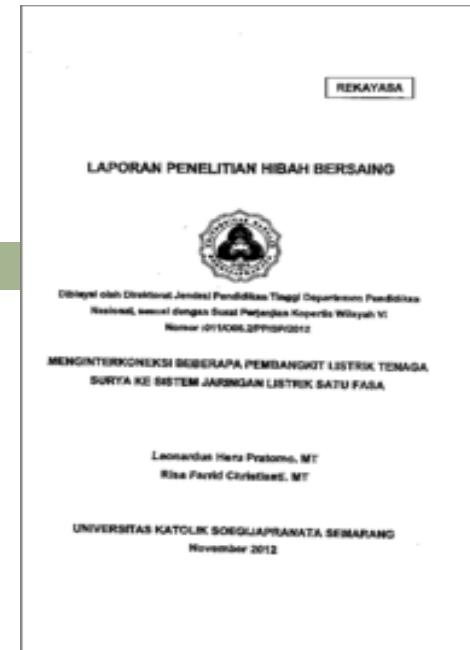 REKAYASA
LAPORAN PENELITIAN HIBAH BERSAING
Dibiayai oleh Direktorat Jenderal Pendidikan Tinggi Departemen Pendidikan
Nasional, sesuai dengan Surat Perjanjian Kopertis Wilayah VI
Nomor
MENGINTERKONEKSI BEBERAPA PEMBANGKIT LISTRIK TENAGA
SURYA KE SISTEM JARINGAN LISTRIK SATU FASA
Leonardus Heru Pratomo, MT
Risa Farrid Christianti, MT
UNIVERSITAS KATOLIK SOEGIJAPRANATA SEMARANG
November 2012